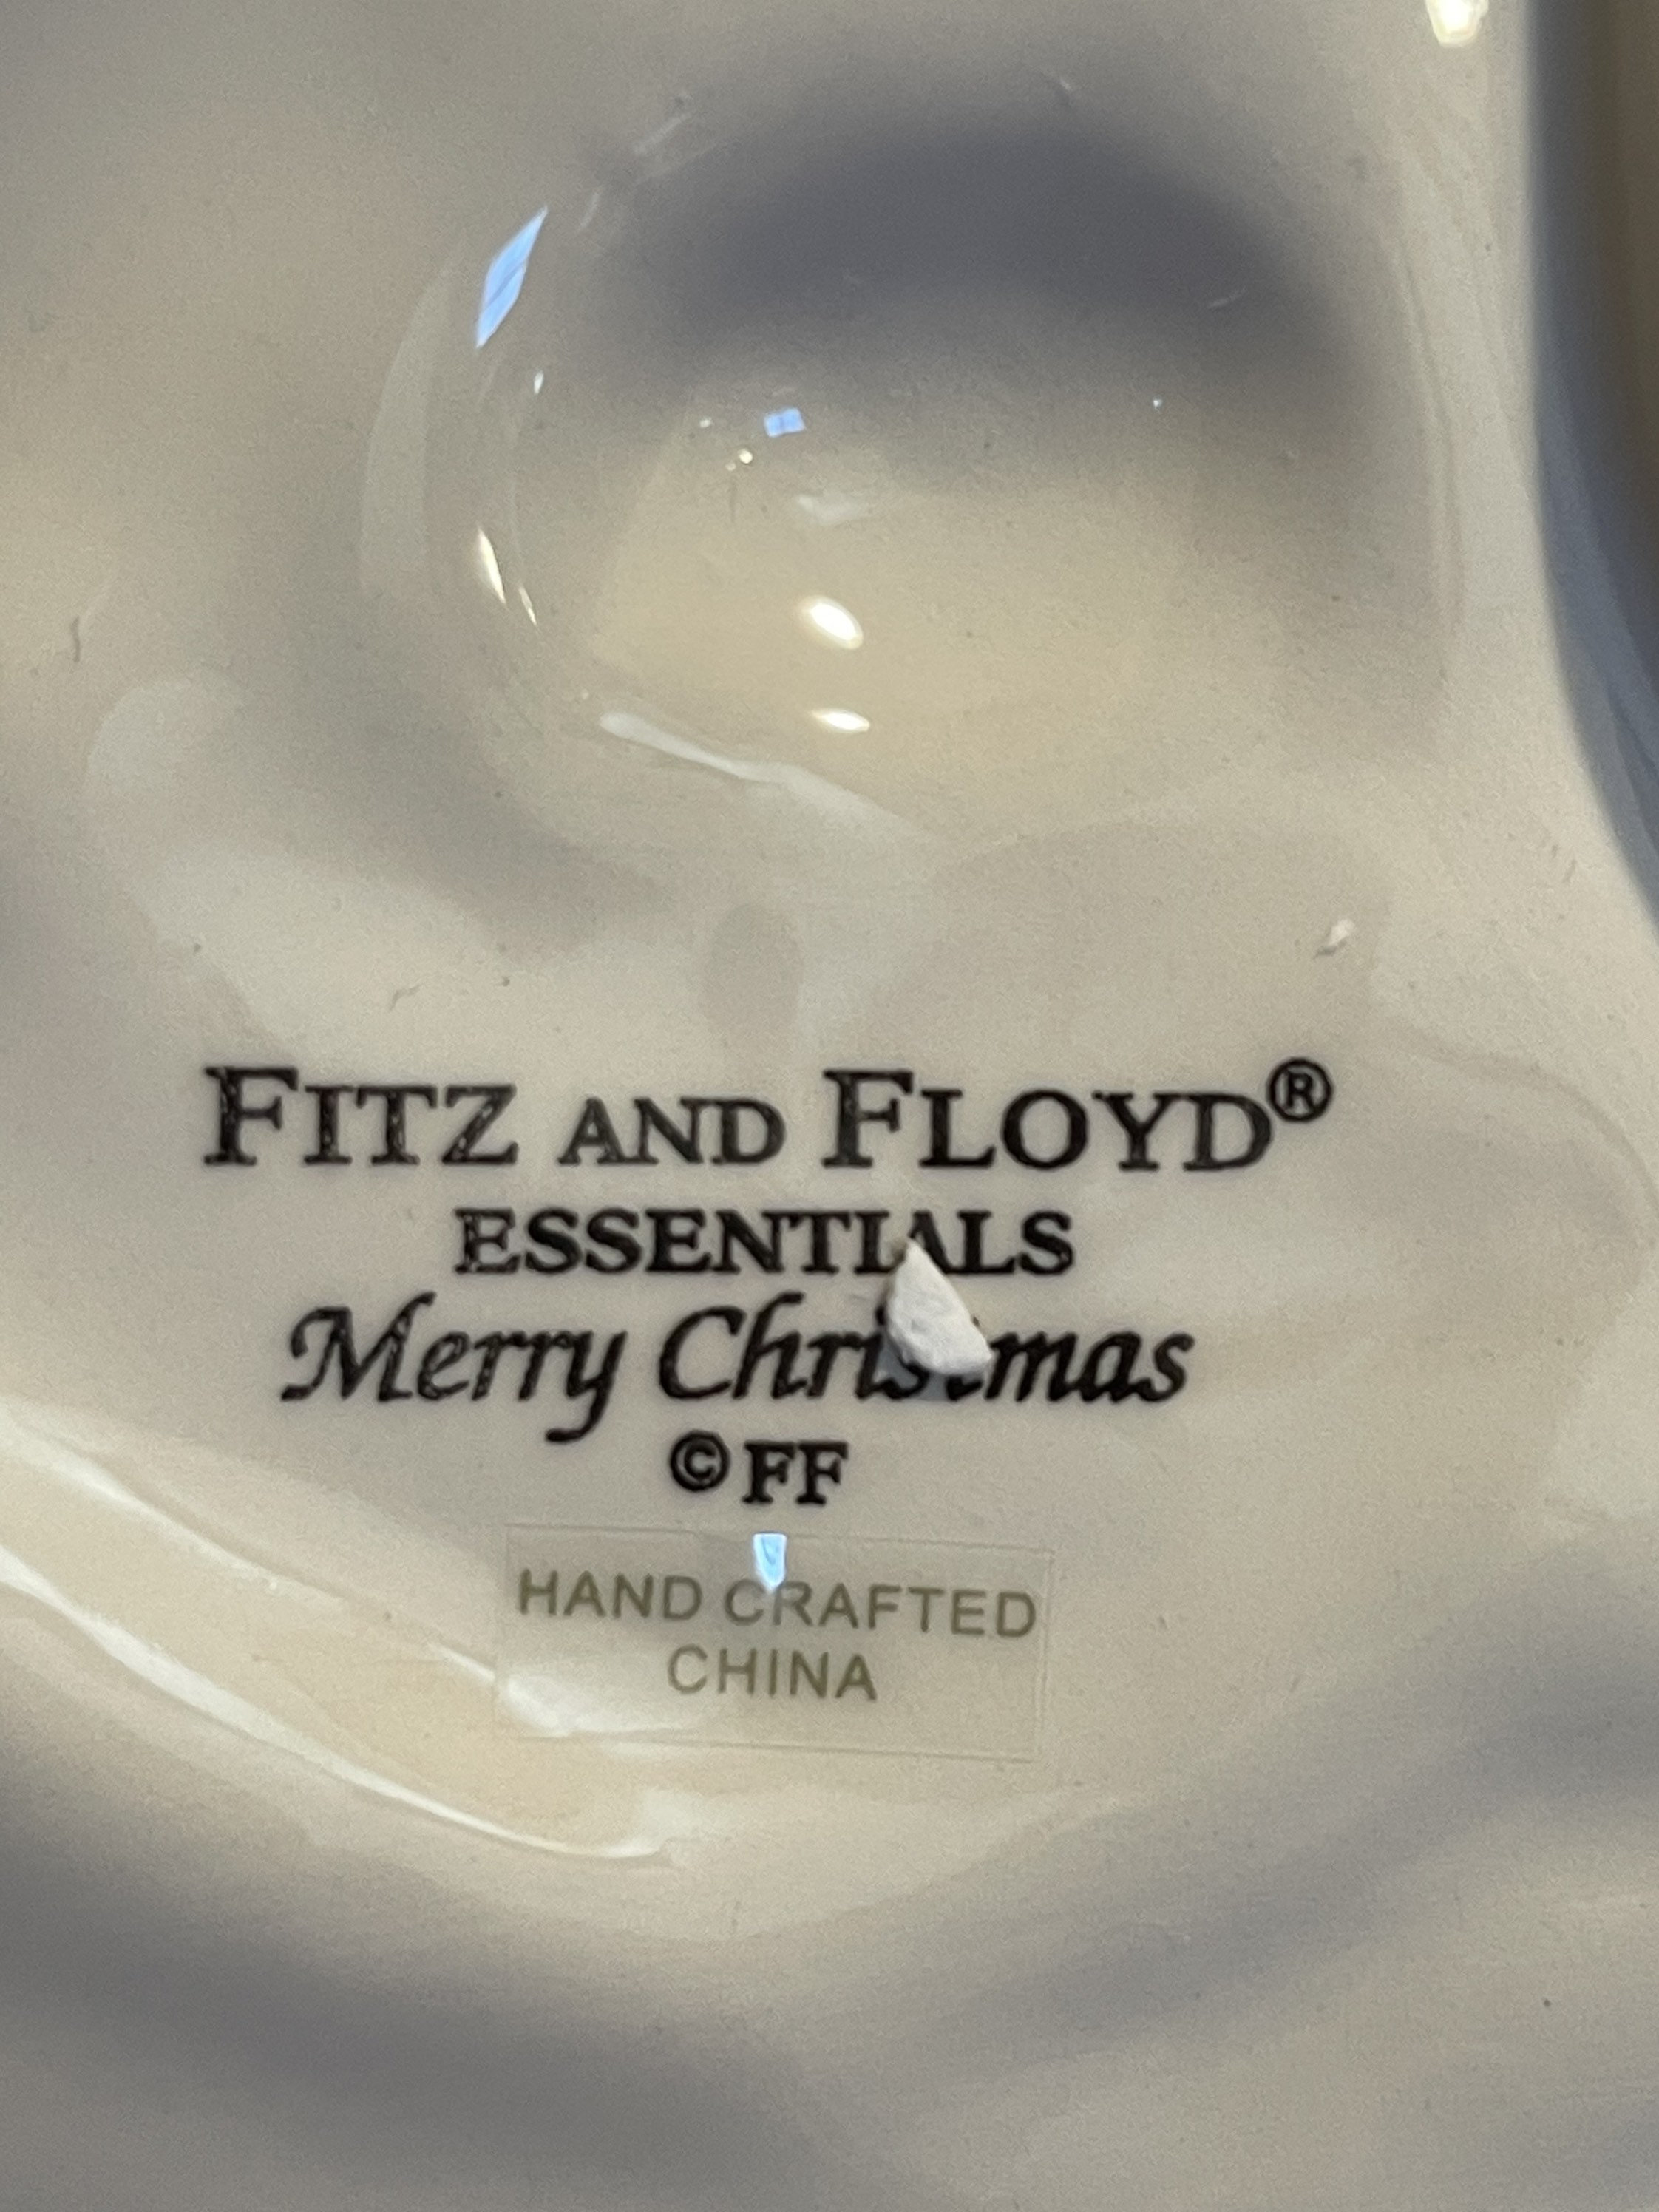 FITZ AND FLOYD®
ESSENTIALS
Merry Christmas
©FF
HAND CRAFTED
CHINA